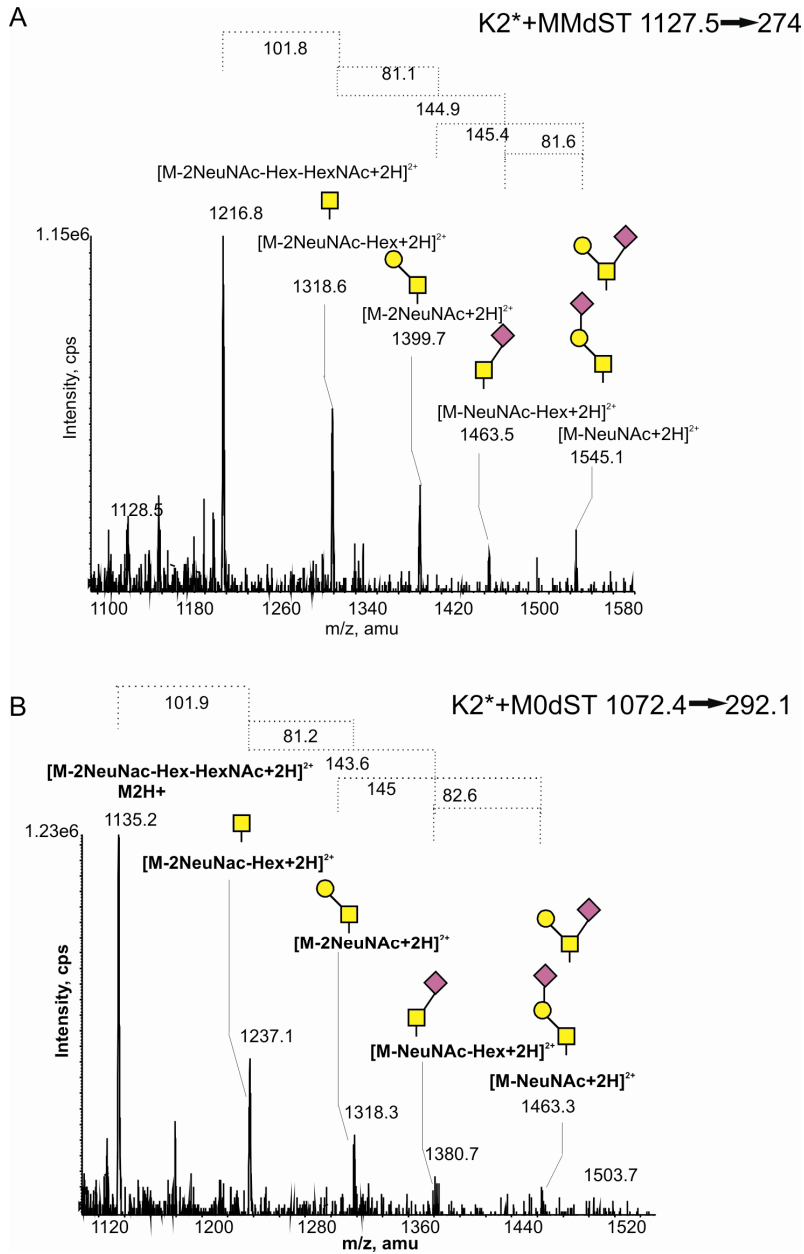 A
K2*+MMdST 1127.5→274
101.8
81.1
144.9
145.4
81.6
[M-2NeuNAc-Hex-HexNAc+2H]²⁺
1216.8
1.15e6
[M-2NeuNAc-Hex+2H]²⁺
1318.6
[M-2NeuNAc+2H]²⁺
1399.7
[M-NeuNAc-Hex+2H]²⁺
1463.5
[M-NeuNAc+2H]²⁺
1545.1
1128.5
Intensity, cps
1100 1180 1260 1340 1420 1500 1580
m/z, amu
B
K2*+M0dST 1072.4→292.1
101.9
81.2
143.6
145
82.6
[M-2NeuNac-Hex-HexNAc+2H]²⁺
M2H+
1135.2
1.23e6
[M-2NeuNac-Hex+2H]²⁺
[M-2NeuNAc+2H]²⁺
[M-NeuNAc-Hex+2H]²⁺
[M-NeuNAc+2H]²⁺
1463.3
1237.1
1318.3
1380.7
1503.7
Intensity, cps
1120 1200 1280 1360 1440 1520
m/z, amu